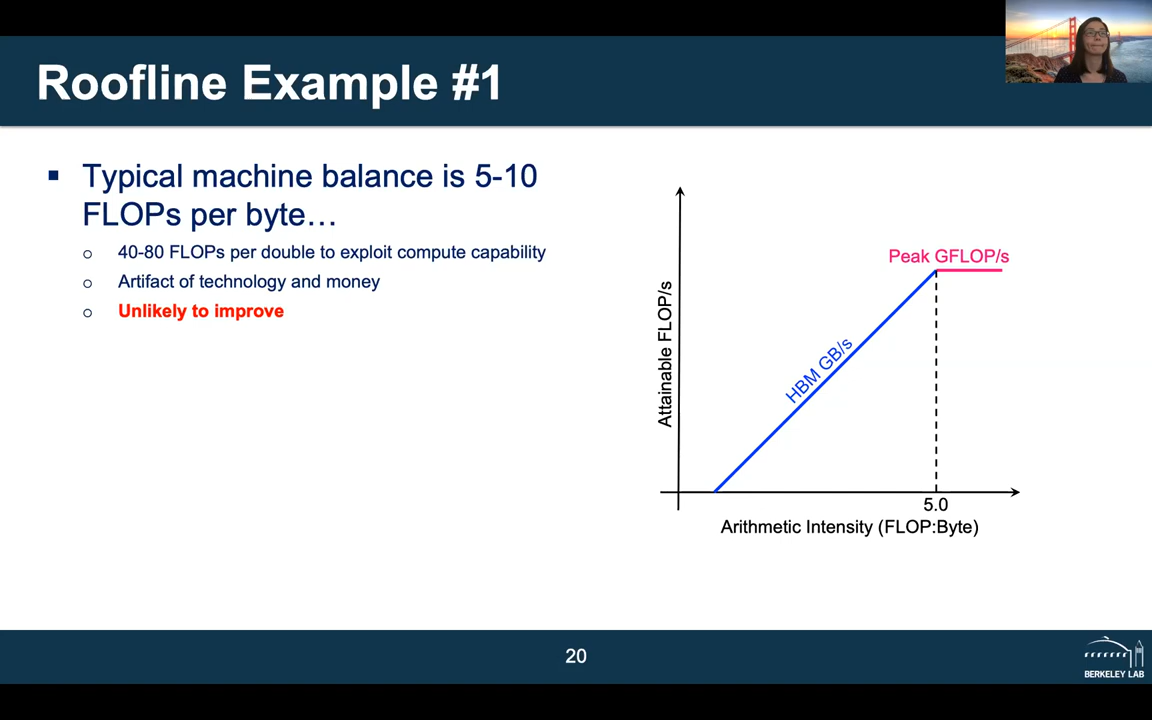 Roofline Example #1
Typical machine balance is 5-10
FLOPs per byte…
40-80 FLOPs per double to exploit compute capability
Artifact of technology and money
Unlikely to improve
Peak GFLOP/s
HBM GB/s
Attainable FLOP/s
5.0
Arithmetic Intensity (FLOP:Byte)
20
BERKELEY LAB